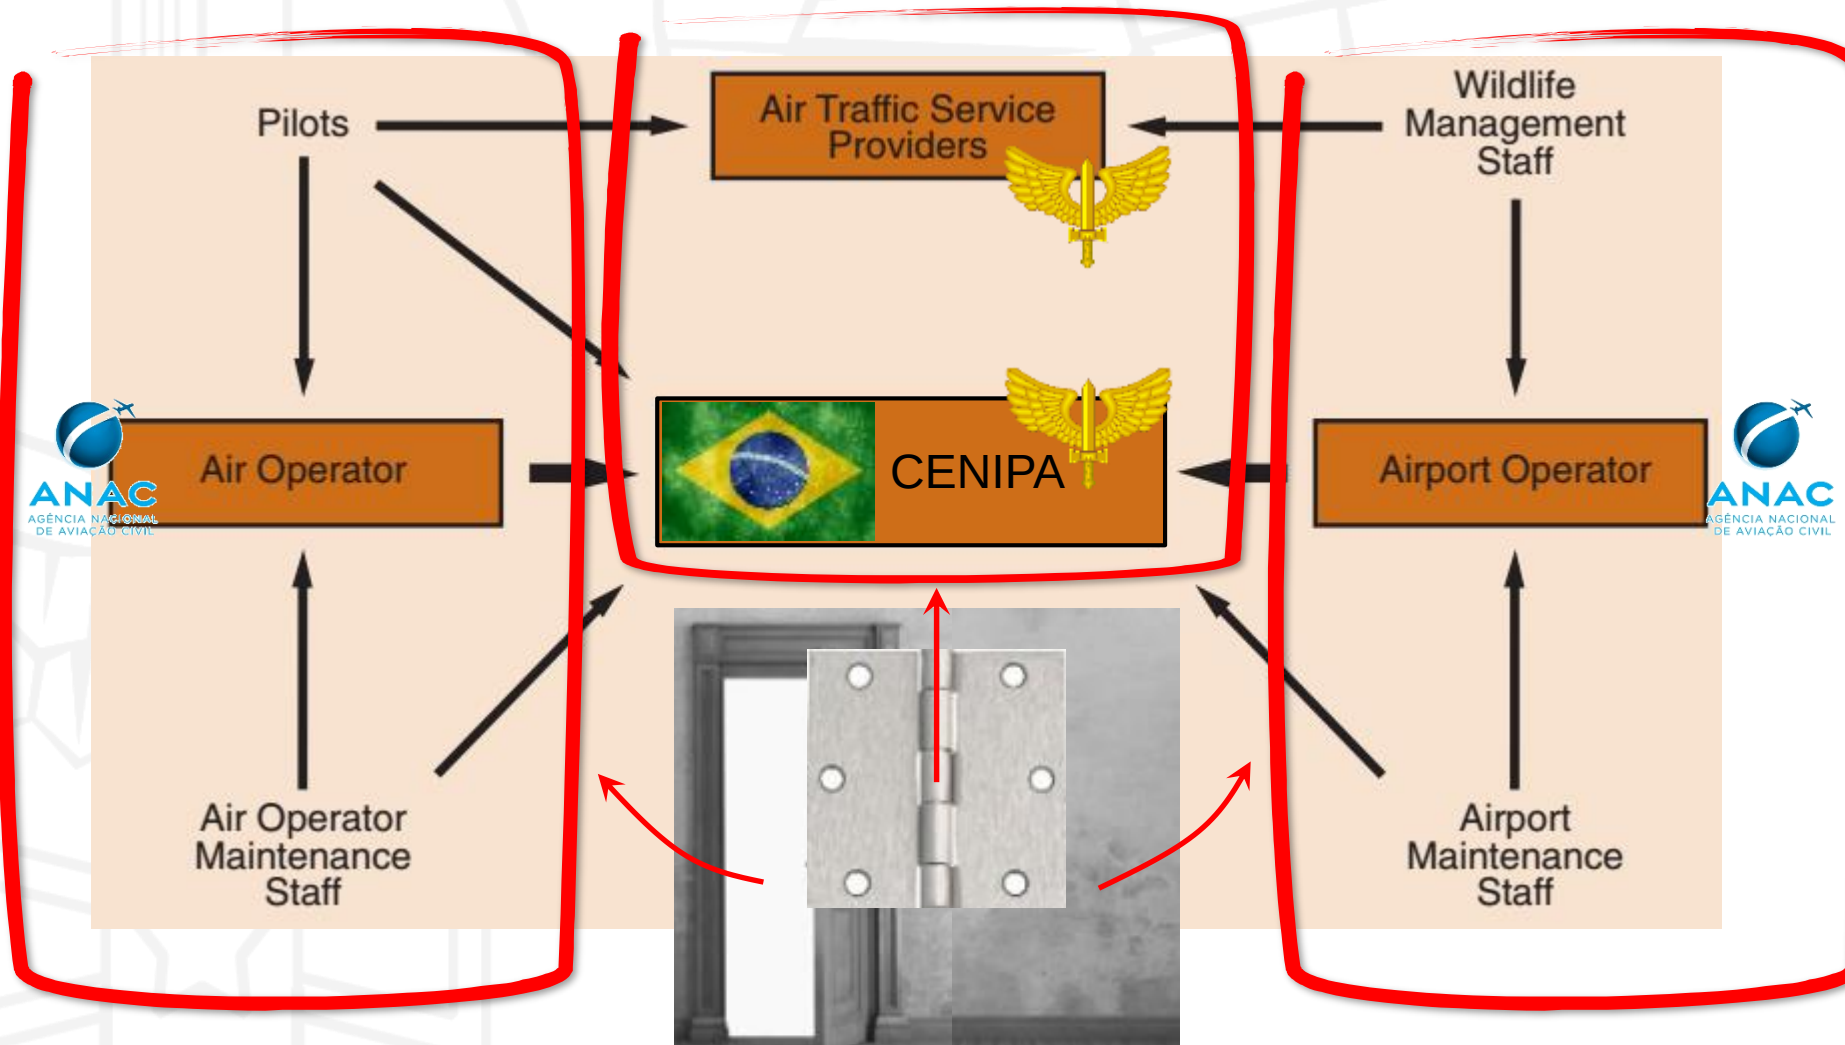 Pilots
Air Traffic Service
Providers
Wildlife
Management
Staff
ANAC
AGÊNCIA NACIONAL
DE AVIAÇÃO CIVIL
Air Operator
CENIPA
Airport Operator
ANAC
AGÊNCIA NACIONAL
DE AVIAÇÃO CIVIL
Air Operator
Maintenance
Staff
Airport
Maintenance
Staff